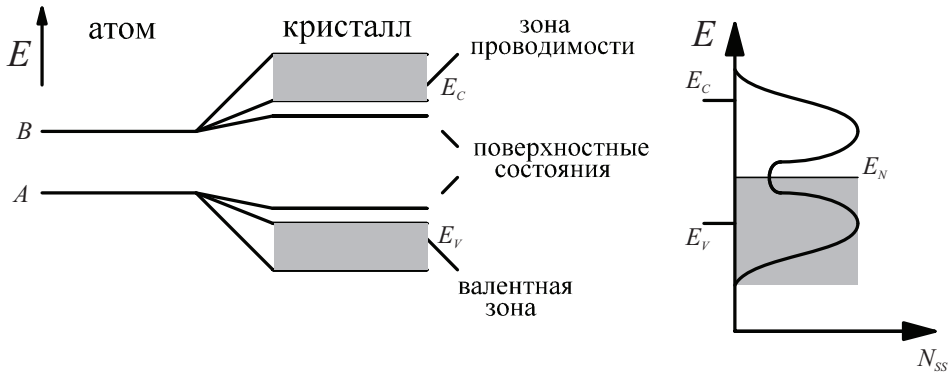 E
атом
кристалл
зона
проводимости
E_C
B
поверхностные
состояния
A
E_V
валентная
зона
E
E_C
E_N
E_V
N_SS